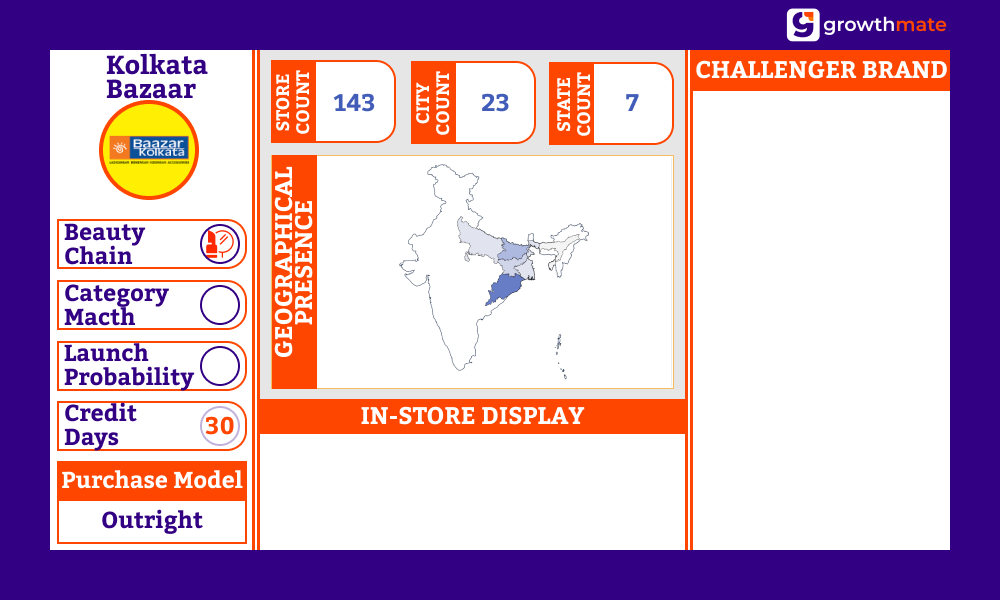 growthmate
Kolkata
Bazaar
Baazar
Kolkata
Beauty
Chain
Category
Macth
Launch
Probability
Credit
Days
30
Purchase Model
Outright
STORE
COUNT
143
CITY
COUNT
23
STATE
COUNT
7
GEOGRAPHICAL
PRESENCE
IN-STORE DISPLAY
CHALLENGER BRAND